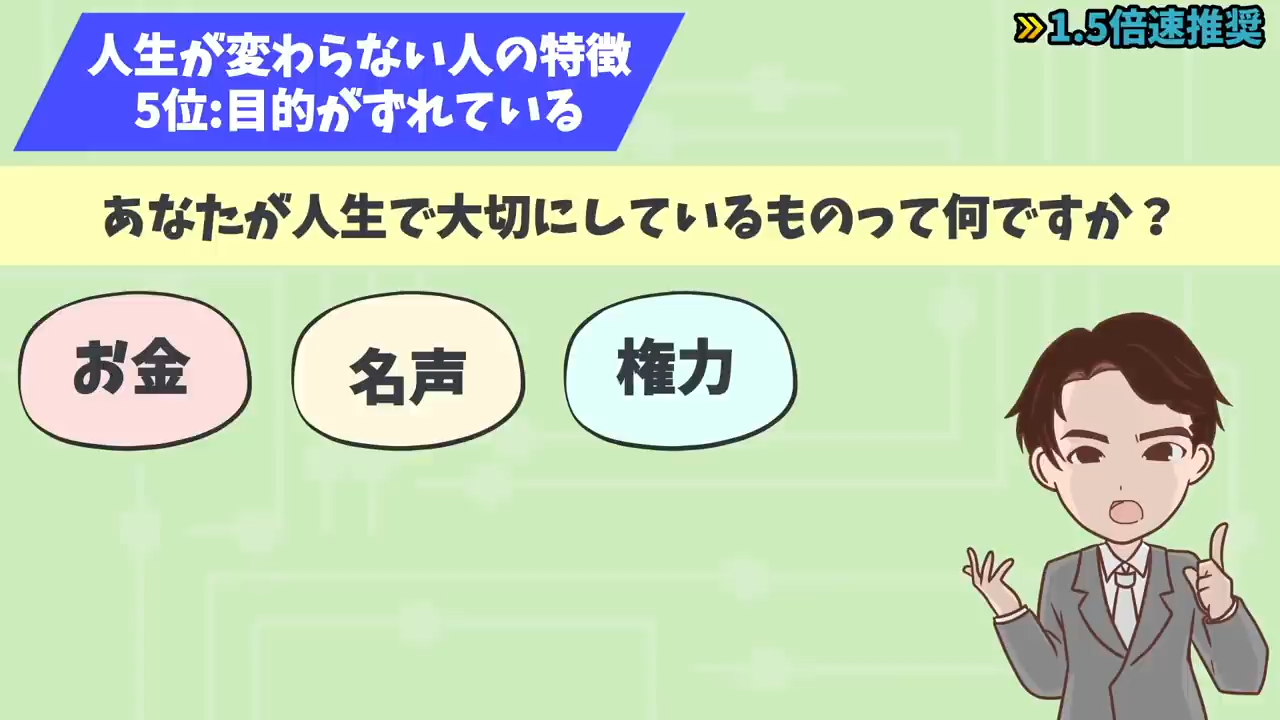 人生が変わらない人の特徴
5位:目的がずれている
1.5倍速推奨
あなたが人生で大切にしているものって何ですか？
お金
名声
権力